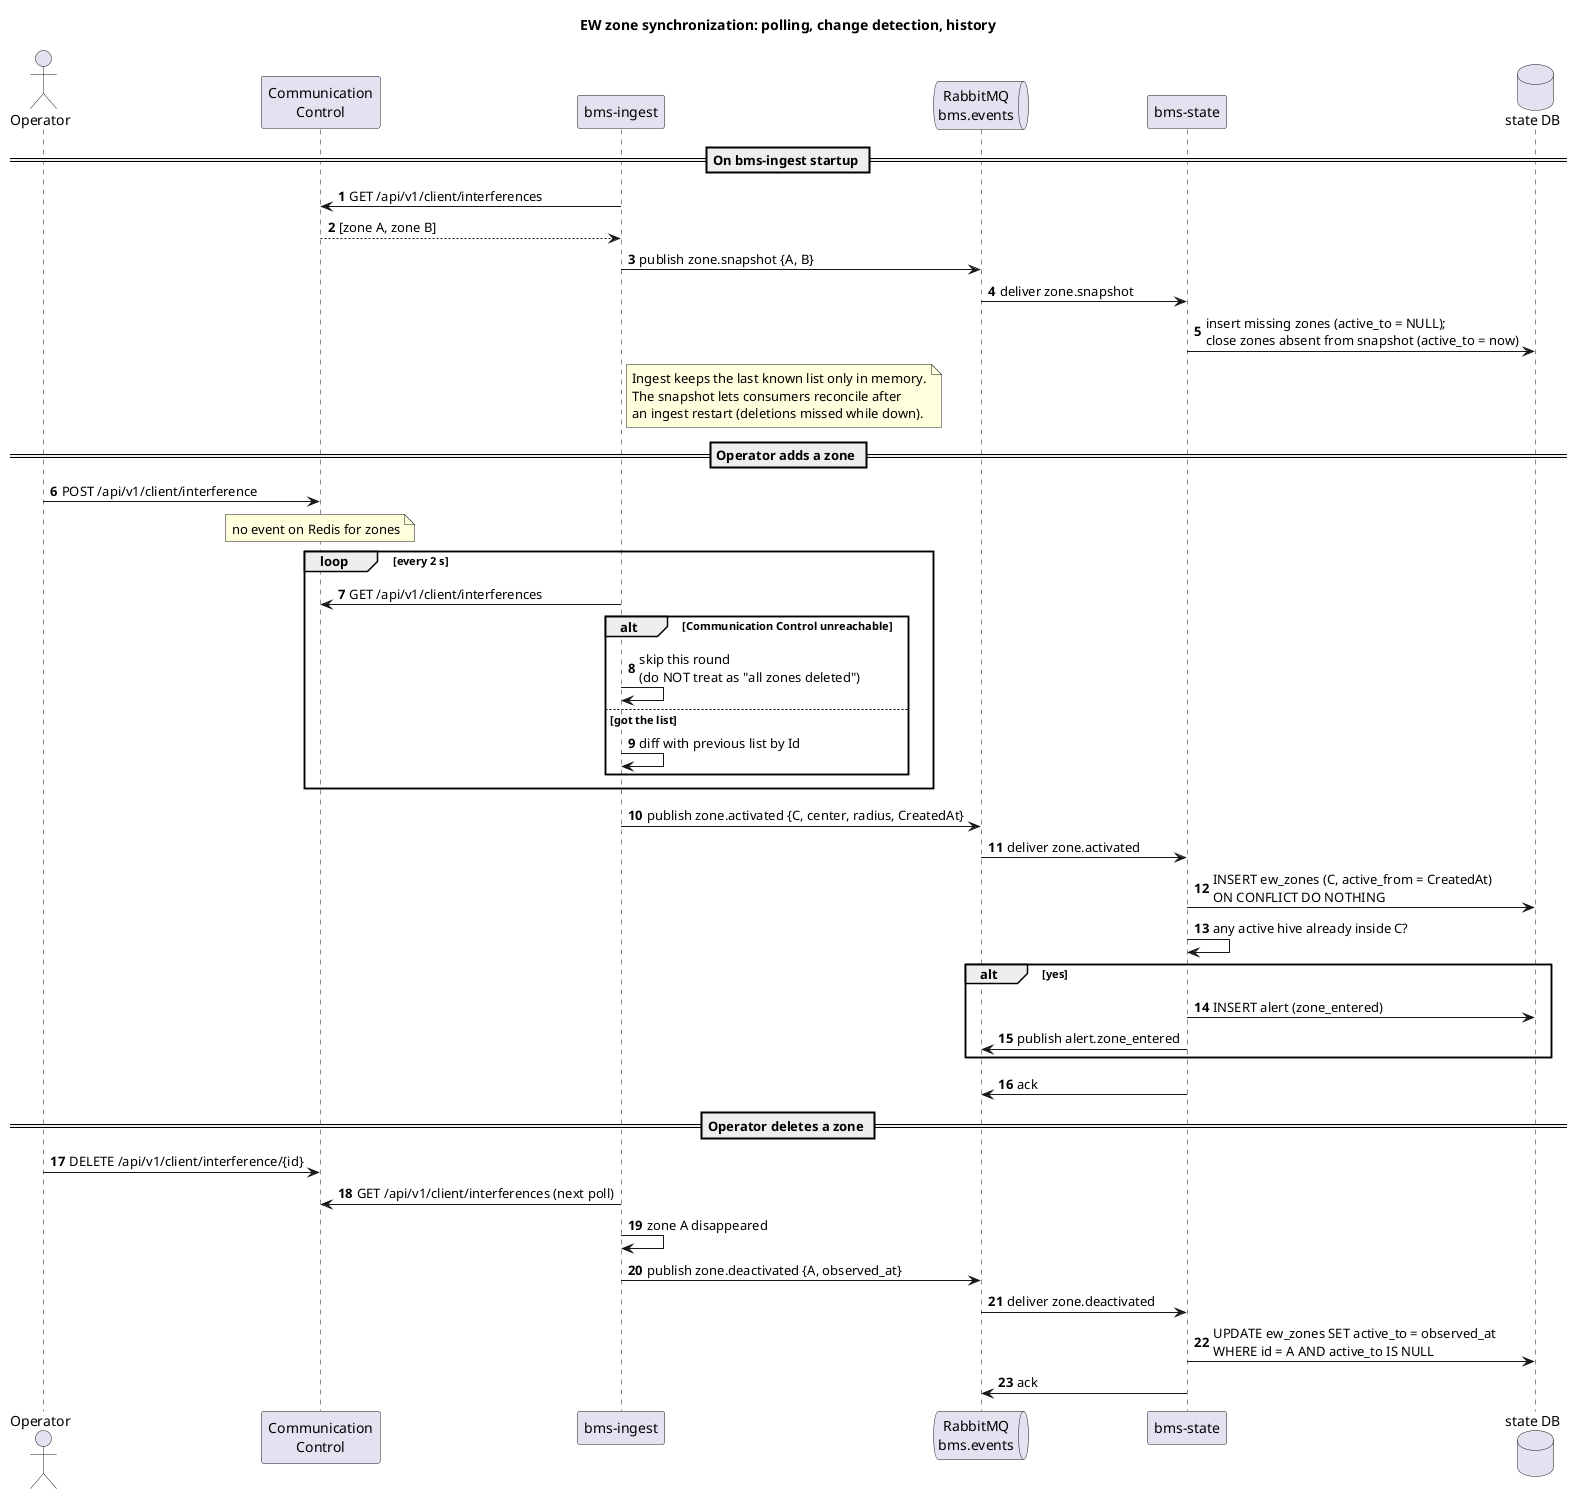 EW zone synchronization: polling, change detection, history
Operator
Communication
Control
bms-ingest
RabbitMQ
bms.events
bms-state
state DB
On bms-ingest startup
1 GET /api/v1/client/interferences
2 [zone A, zone B]
3 publish zone.snapshot {A, B}
4 deliver zone.snapshot
5 insert missing zones (active_to = NULL);
close zones absent from snapshot (active_to = now)
Ingest keeps the last known list only in memory.
The snapshot lets consumers reconcile after
an ingest restart (deletions missed while down).
Operator adds a zone
6 POST /api/v1/client/interference
no event on Redis for zones
loop [every 2 s]
7 GET /api/v1/client/interferences
alt [Communication Control unreachable]
8 skip this round
(do NOT treat as "all zones deleted")
[got the list]
9 diff with previous list by Id
10 publish zone.activated {C, center, radius, CreatedAt}
11 deliver zone.activated
12 INSERT ew_zones (C, active_from = CreatedAt)
ON CONFLICT DO NOTHING
13 any active hive already inside C?
alt [yes]
14 INSERT alert (zone_entered)
15 publish alert.zone_entered
16 ack
Operator deletes a zone
17 DELETE /api/v1/client/interference/{id}
18 GET /api/v1/client/interferences (next poll)
19 zone A disappeared
20 publish zone.deactivated {A, observed_at}
21 deliver zone.deactivated
22 UPDATE ew_zones SET active_to = observed_at
WHERE id = A AND active_to IS NULL
23 ack
Operator
Communication
Control
bms-ingest
RabbitMQ
bms.events
bms-state
state DB